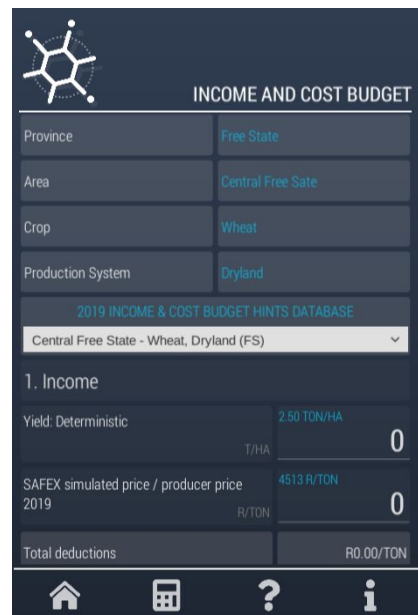 INCOME AND COST BUDGET
Province Free State
Area Central Free Sate
Crop Wheat
Production System Dryland
2019 INCOME & COST BUDGET HINTS DATABASE
Central Free State - Wheat, Dryland (FS)
1. Income
Yield: Deterministic 2.50 TON/HA
T/HA 0
SAFEX simulated price / producer price 4513 R/TON
2019 R/TON 0
Total deductions R0.00/TON